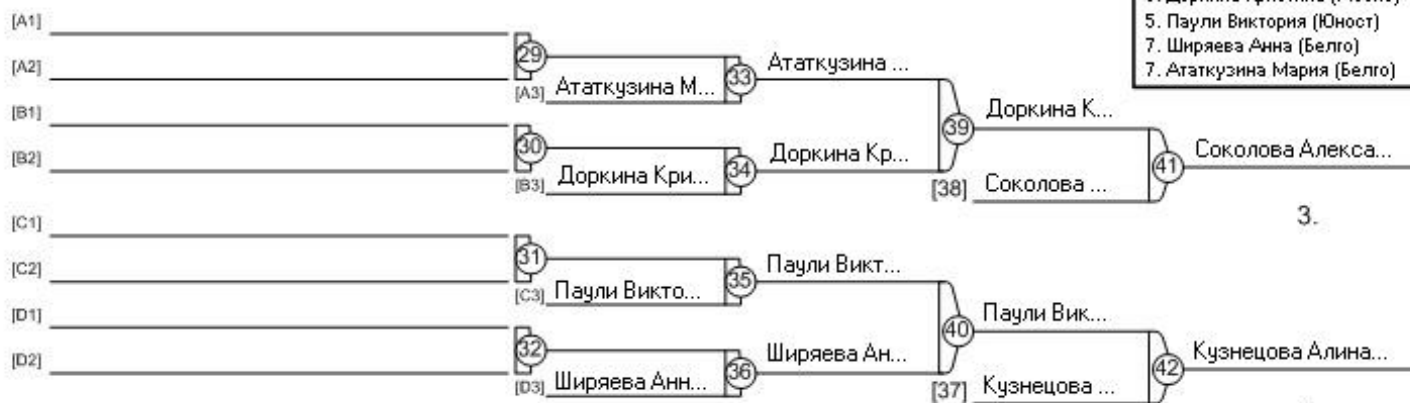 5. Паули Виктория (Юност)
7. Ширяева Анна (Белго)
7. Ататкузина Мария (Белго)
[A1]
[A2]
29
[A3] Ататкузина М...
33
Ататкузина ...
[B1]
[B2]
30
[B3] Доркина Кри...
34
Доркина Кр...
39
Доркина К...
[38] Соколова ...
41
Соколова Алекса...
3.
[C1]
[C2]
31
[C3] Паули Викто...
35
Паули Викт...
[D1]
[D2]
32
[D3] Ширяева Анн...
36
Ширяева Ан...
40
Паули Вик...
[37] Кузнецова ...
42
Кузнецова Алина...